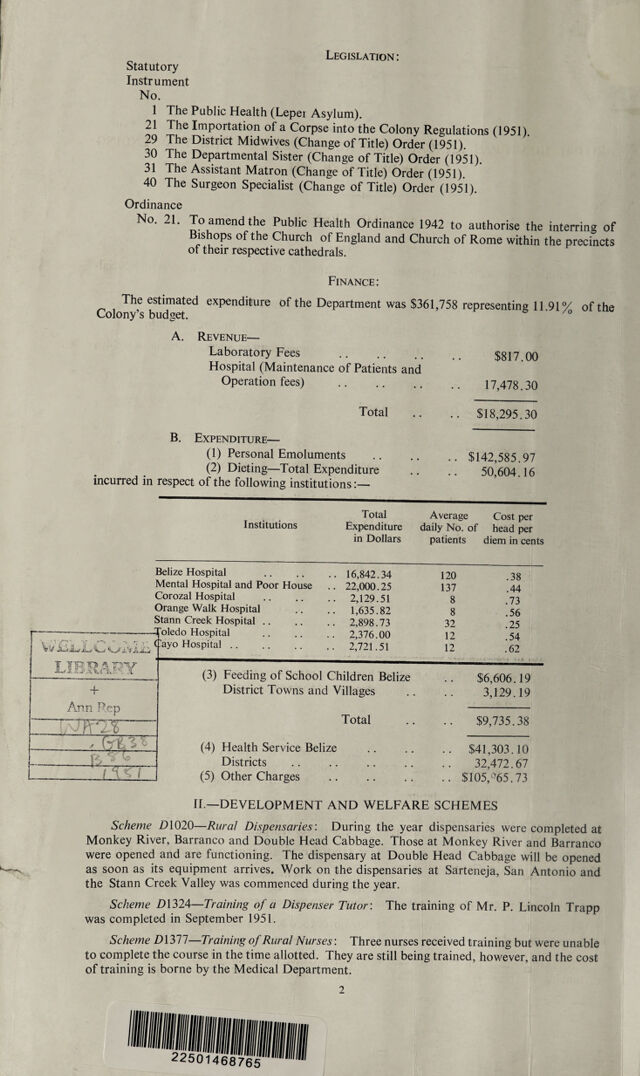 LEGISLATION:
Statutory
Instrument
No.
1 The Public Health (Leper Asylum).
21 The Importation of a Corpse into the Colony Regulations (1951).
29 The District Midwives (Change of Title) Order (1951).
30 The Departmental Sister (Change of Title) Order (1951).
31 The Assistant Matron (Change of Title) Order (1951).
40 The Surgeon Specialist (Change of Title) Order (1951).
Ordinance
No. 21. To amend the Public Health Ordinance 1942 to authorise the interring of
Bishops of the Church of England and Church of Rome within the precincts
of their respective cathedrals.
FINANCE:
The estimated expenditure of the Department was $361,758 representing 11.91% of the
Colony's budget.
A. REVENUE—
Laboratory Fees .. .. .. .. $817.00
Hospital (Maintenance of Patients and
Operation fees) .. .. .. .. 17,478.30
Total .. .. $18,295.30
B. EXPENDITURE—
(1) Personal Emoluments .. .. .. $142,585.97
(2) Dieting—Total Expenditure .. .. 50,604.16
incurred in respect of the following institutions:—
Institutions Total Expenditure in Dollars Average daily No. of patients Cost per head per diem in cents
Belize Hospital .. .. .. 16,842.34 120 .38
Mental Hospital and Poor House .. 22,000.25 137 .44
Corozal Hospital .. .. .. 2,129.51 8 .73
Orange Walk Hospital .. .. 1,635.82 8 .56
Stann Creek Hospital .. .. .. 2,898.73 32 .25
Toledo Hospital .. .. .. 2,376.00 12 .54
Cayo Hospital .. .. .. .. 2,721.51 12 .62
WELLCOME
LIBRARY
+
Ann Rep
WA28
.GB38
B86
1951
(3) Feeding of School Children Belize .. $6,606.19
District Towns and Villages .. .. 3,129.19
Total .. .. $9,735.38
(4) Health Service Belize .. .. .. $41,303.10
Districts .. .. .. .. .. 32,472.67
(5) Other Charges .. .. .. .. $105,065.73
II.—DEVELOPMENT AND WELFARE SCHEMES
Scheme D1020—Rural Dispensaries: During the year dispensaries were completed at
Monkey River, Barranco and Double Head Cabbage. Those at Monkey River and Barranco
were opened and are functioning. The dispensary at Double Head Cabbage will be opened
as soon as its equipment arrives. Work on the dispensaries at Sarteneja, San Antonio and
the Stann Creek Valley was commenced during the year.
Scheme D1324—Training of a Dispenser Tutor: The training of Mr. P. Lincoln Trapp
was completed in September 1951.
Scheme D1377—Training of Rural Nurses: Three nurses received training but were unable
to complete the course in the time allotted. They are still being trained, however, and the cost
of training is borne by the Medical Department.
2
22501468765